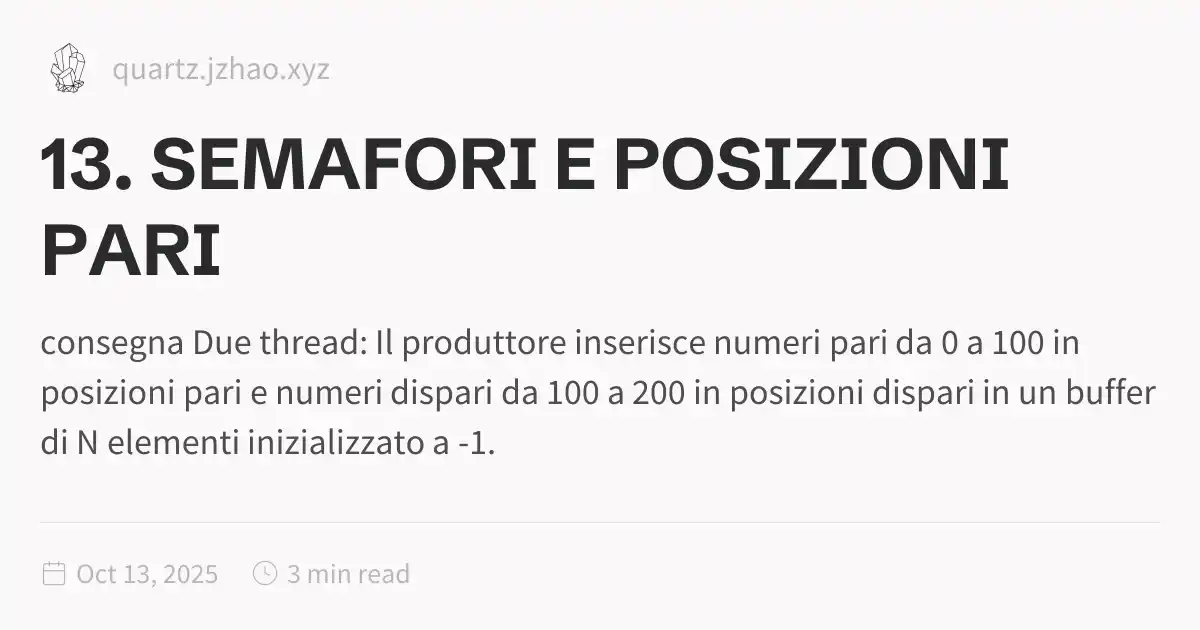 quartz.jzhao.xyz
13. SEMAFORI E POSIZIONI
PARI
consegna Due thread: Il produttore inserisce numeri pari da 0 a 100 in
posizioni pari e numeri dispari da 100 a 200 in posizioni dispari in un buffer
di N elementi inizializzato a -1.
Oct 13, 2025 3 min read